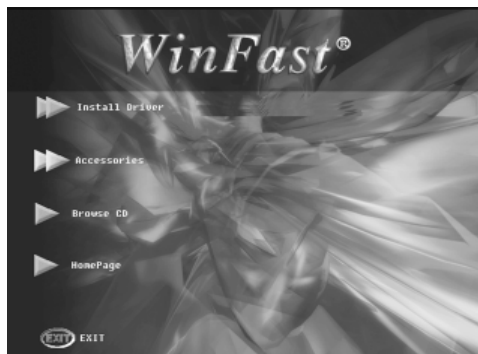 WinFast®
Install Driver
Accessories
Browse CD
HomePage
EXIT EXIT